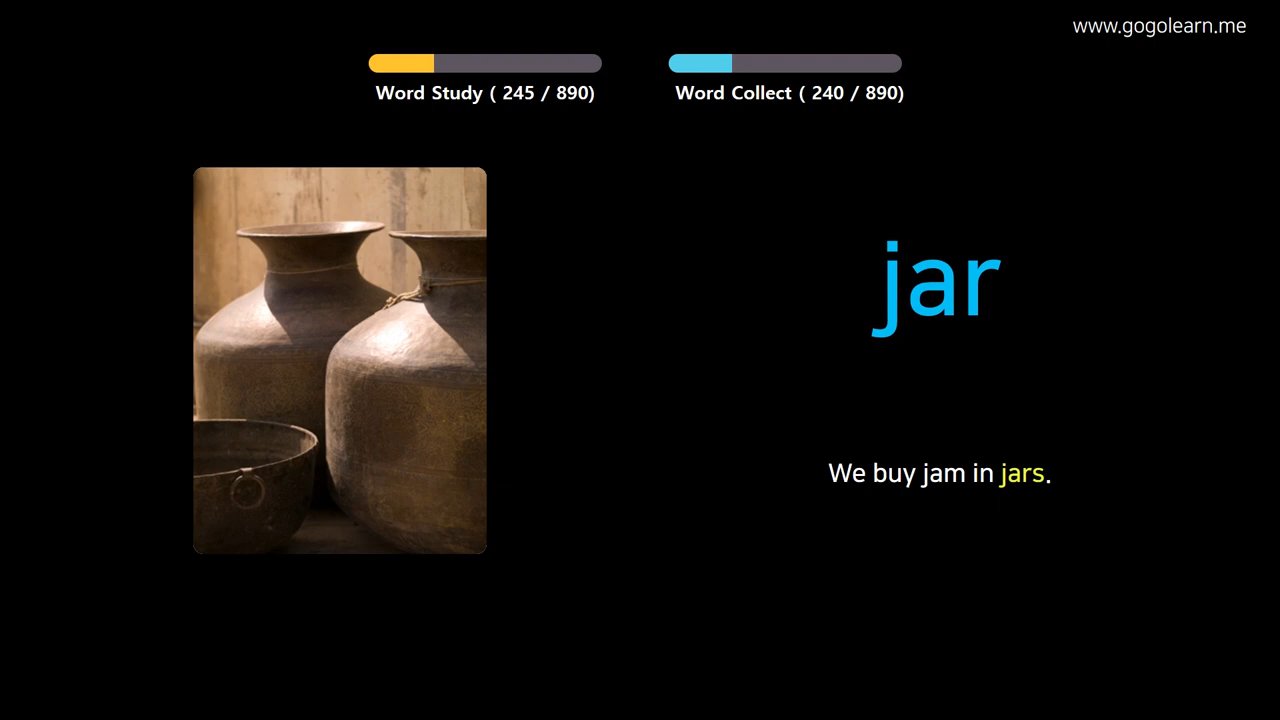 www.gogolearn.me
Word Study ( 245 / 890)
Word Collect ( 240 / 890)
jar
We buy jam in jars.